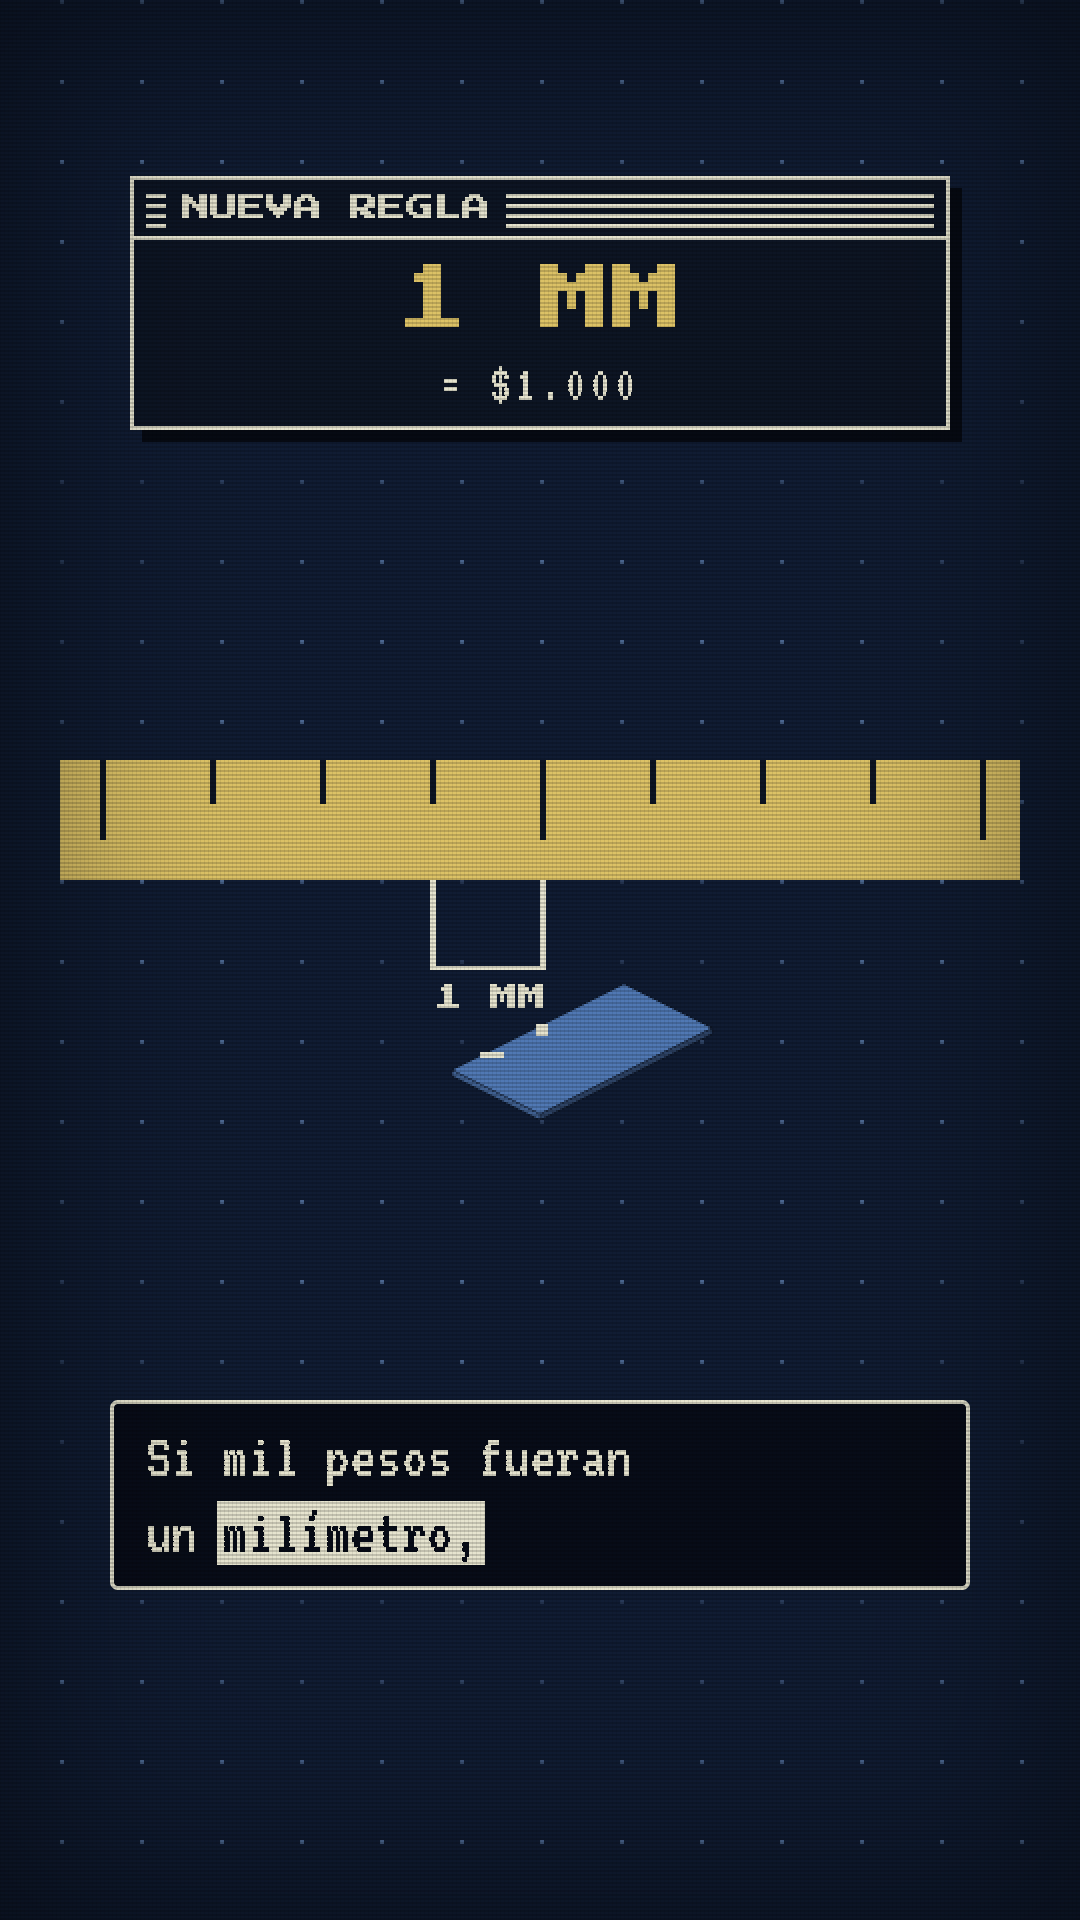 NUEVA REGLA
1 MM
= $1.000
1 MM
Si mil pesos fueran
un milímetro,